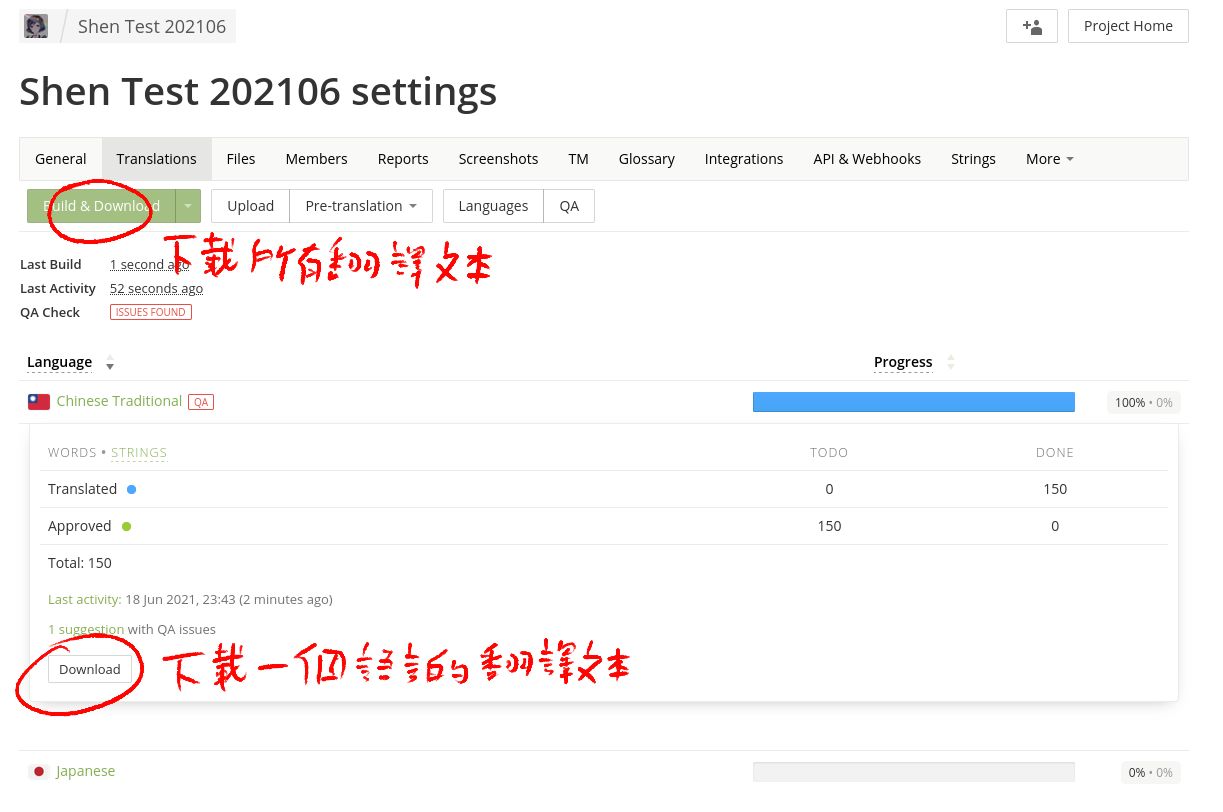 Shen Test 202106
Project Home
Shen Test 202106 settings
General Translations Files Members Reports Screenshots TM Glossary Integrations API & Webhooks Strings More
Build & Download Upload Pre-translation Languages QA
下載所有翻譯文本
Last Build 1 second ago
Last Activity 52 seconds ago
QA Check ISSUES FOUND
Language Progress
Chinese Traditional QA 100% • 0%
WORDS • STRINGS TODO DONE
Translated 0 150
Approved 150 0
Total: 150
Last activity: 18 Jun 2021, 23:43 (2 minutes ago)
1 suggestion with QA issues
Download 下載一個語言的翻譯文本
Japanese 0% • 0%